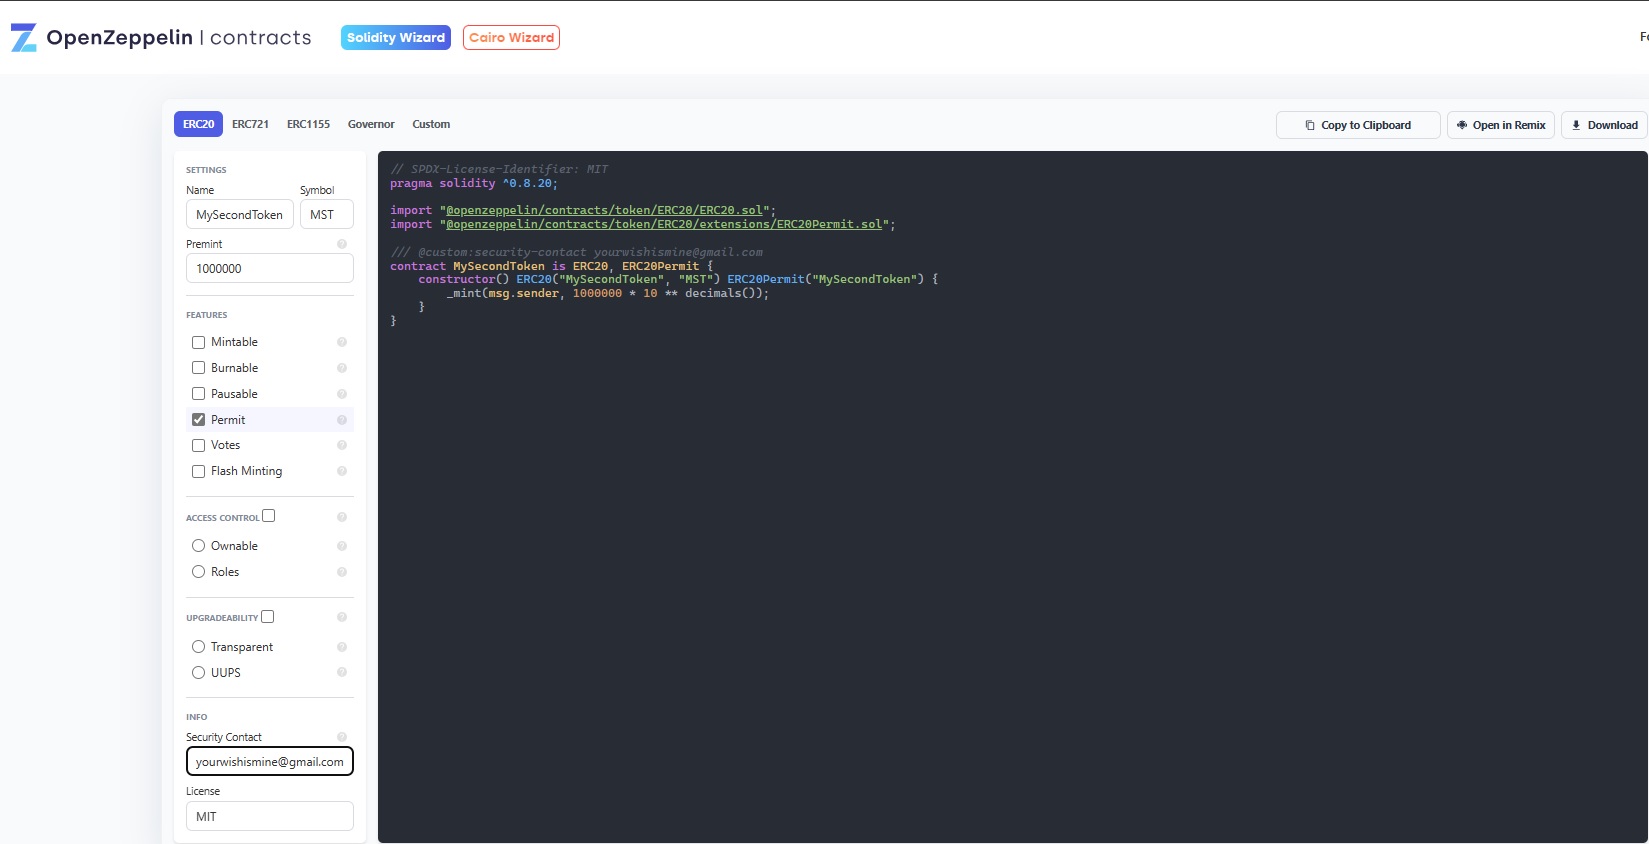 OpenZeppelin | contracts
Solidity Wizard
Cairo Wizard
Fo
ERC20
ERC721
ERC1155
Governor
Custom
Copy to Clipboard
Open in Remix
Download
SETTINGS
Name
Symbol
MySecondToken
MST
Premint
1000000
FEATURES
Mintable
Burnable
Pausable
Permit
Votes
Flash Minting
ACCESS CONTROL
Ownable
Roles
UPGRADEABILITY
Transparent
UUPS
INFO
Security Contact
yourwishismine@gmail.com
License
MIT
// SPDX-License-Identifier: MIT
pragma solidity ^0.8.20;
import "@openzeppelin/contracts/token/ERC20/ERC20.sol";
import "@openzeppelin/contracts/token/ERC20/extensions/ERC20Permit.sol";
/// @custom:security-contact yourwishismine@gmail.com
contract MySecondToken is ERC20, ERC20Permit {
constructor() ERC20("MySecondToken", "MST") ERC20Permit("MySecondToken") {
_mint(msg.sender, 1000000 * 10 ** decimals());
}
}